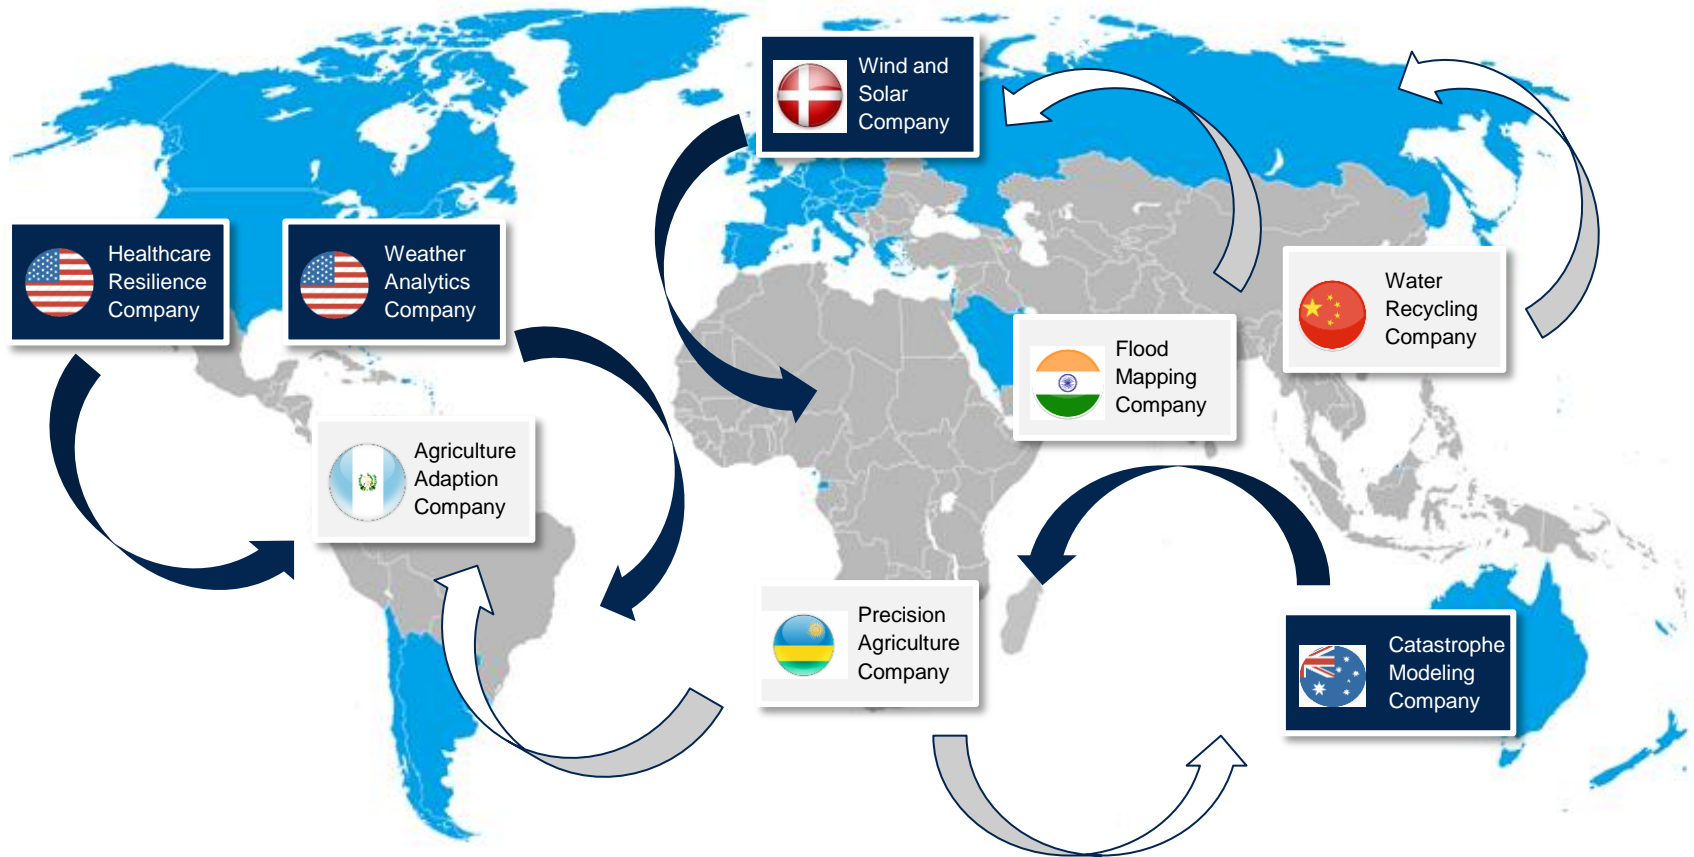 Wind and
Solar
Company
Healthcare
Resilience
Company
Weather
Analytics
Company
Water
Recycling
Company
Flood
Mapping
Company
Agriculture
Adaption
Company
Precision
Agriculture
Company
Catastrophe
Modeling
Company